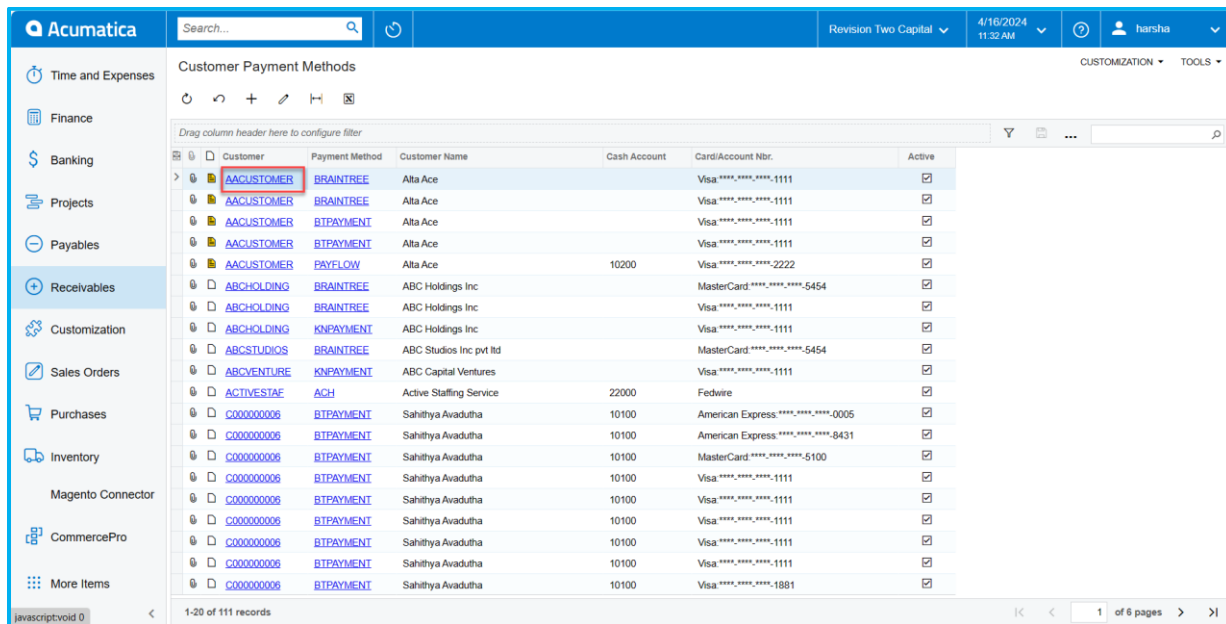 Acumatica
Search...
Revision Two Capital
4/16/2024
11:32 AM
harsha
Customer Payment Methods
CUSTOMIZATION
TOOLS
Time and Expenses
Finance
Banking
Projects
Payables
Receivables
Customization
Sales Orders
Purchases
Inventory
Magento Connector
CommercePro
More Items
javascript:void 0
Drag column header here to configure filter
Customer Payment Method Customer Name Cash Account Card/Account Nbr. Active
AACUSTOMER BRAINTREE Alta Ace Visa:****-****-****-1111
AACUSTOMER BRAINTREE Alta Ace Visa:****-****-****-1111
AACUSTOMER BTPAYMENT Alta Ace Visa:****-****-****-1111
AACUSTOMER BTPAYMENT Alta Ace Visa:****-****-****-1111
AACUSTOMER PAYFLOW Alta Ace 10200 Visa:****-****-****-2222
ABCHOLDING BRAINTREE ABC Holdings Inc MasterCard:****-****-****-5454
ABCHOLDING BRAINTREE ABC Holdings Inc Visa:****-****-****-1111
ABCHOLDING KNPAYMENT ABC Holdings Inc Visa:****-****-****-1111
ABCSTUDIOS BRAINTREE ABC Studios Inc pvt ltd MasterCard:****-****-****-5454
ABCVENTURE KNPAYMENT ABC Capital Ventures Visa:****-****-****-1111
ACTIVESTAF ACH Active Staffing Service 22000 Fedwire
C000000006 BTPAYMENT Sahithya Avadutha 10100 American Express:****-****-****-0005
C000000006 BTPAYMENT Sahithya Avadutha 10100 American Express:****-****-****-8431
C000000006 BTPAYMENT Sahithya Avadutha 10100 MasterCard:****-****-****-5100
C000000006 BTPAYMENT Sahithya Avadutha 10100 Visa:****-****-****-1111
C000000006 BTPAYMENT Sahithya Avadutha 10100 Visa:****-****-****-1111
C000000006 BTPAYMENT Sahithya Avadutha 10100 Visa:****-****-****-1111
C000000006 BTPAYMENT Sahithya Avadutha 10100 Visa:****-****-****-1111
C000000006 BTPAYMENT Sahithya Avadutha 10100 Visa:****-****-****-1111
C000000006 BTPAYMENT Sahithya Avadutha 10100 Visa:****-****-****-1881
1-20 of 111 records
1 of 6 pages